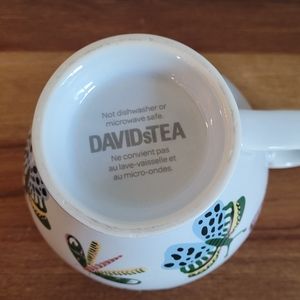 Not dishwasher or
microwave safe.
DAVIDsTEA
Ne convient pas
au lave-vaisselle et
au micro-ondes.